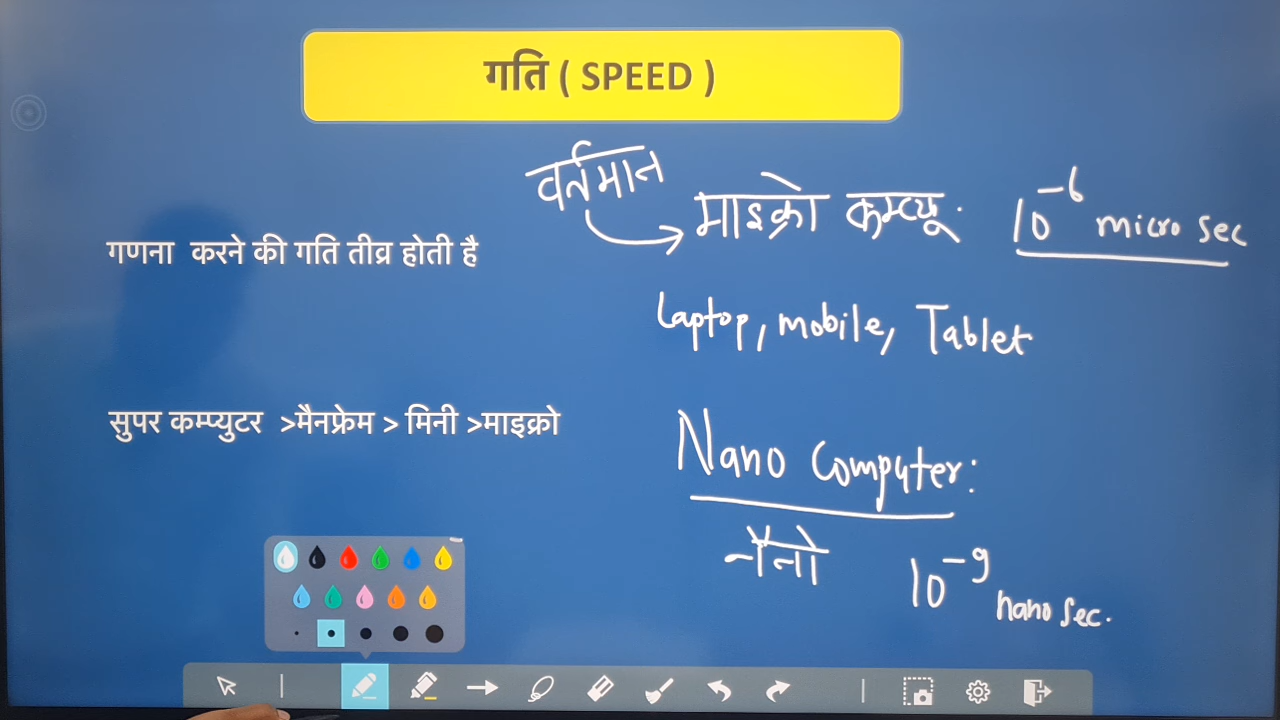 गति ( SPEED )
वर्तमान
माइक्रो कम्प्यू. 10⁻⁶ micro sec
गणना करने की गति तीव्र होती है
Laptop, mobile, Tablet
सुपर कम्प्युटर >मैनफ्रेम > मिनी >माइक्रो
Nano Computer:
नैनो 10⁻⁹ nano sec.